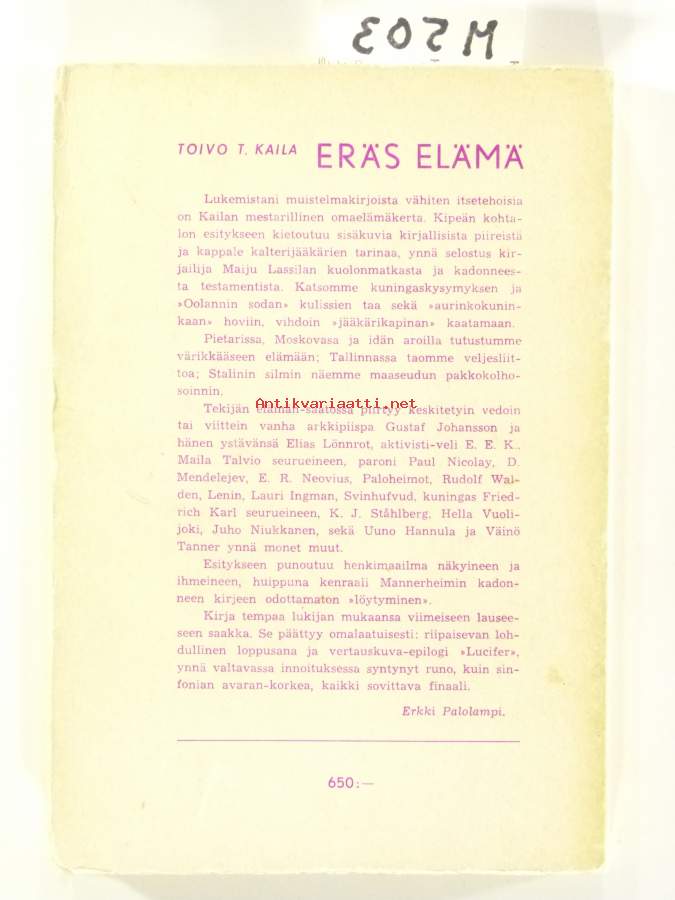 M503
TOIVO T. KAILA ERÄS ELÄMÄ
Lukemistani muistelmakirjoista vähiten itsetehoisia
on Kailan mestarillinen omaelämäkerta. Kipeän kohta-
lon esitykseen kietoutuu sisäkuvia kirjallisista piireistä
ja kappale kalterijääkärien tarinaa, ynnä selostus kir-
jailija Maiju Lassilan kuolonmatkasta ja kadonnees-
ta testamentista. Katsomme kuningaskysymyksen ja
»Oolannin sodan» kulissien taa sekä »aurinkokunin-
kaan» hoviin, vihdoin »jääkärikapinan» kaatamaan.
Pietarissa, Moskovasa ja idän aroilla tutustumme
värikkääseen elämään; Tallinnassa taomme veljesliit-
toa; Stalinin silmin näemme maaseudun pakkokolho-
soinnin.
Antikvariaatti.net
Tekijän elämän-säätössä piirtyy keskitetyin vedoin
tai viittein vanha arkkipiispa Gustaf Johansson ja
hänen ystävänsä Elias Lönnrot, aktivisti-veli E. E. K.,
Maila Talvio seurueineen, paroni Paul Nicolay, D.
Mendelejev, E. R. Neovius, Paloheimot, Rudolf Wal-
den, Lenin, Lauri Ingman, Svinhufvud, kuningas Fried-
rich Karl seurueineen, K. J. Ståhlberg, Hella Vuoli-
joki, Juho Niukkanen, sekä Uuno Hannula ja Väinö
Tanner ynnä monet muut.
Esitykseen punoutuu henkimaailma näkyineen ja
ihmeineen, huippuna kenraali Mannerheimin kadon-
neen kirjeen odottamaton »löytyminen».
Kirja tempaa lukijan mukaansa viimeiseen lausee-
seen saakka. Se päättyy omalaatuisesti: riipaisevan loh-
dullinen loppusana ja vertauskuva-epilogi »Lucifer»,
ynnä valtavassa innoituksessa syntynyt runo, kuin sin-
fonian avaran-korkea, kaikki sovittava finaali.
Erkki Palolampi.
650:—